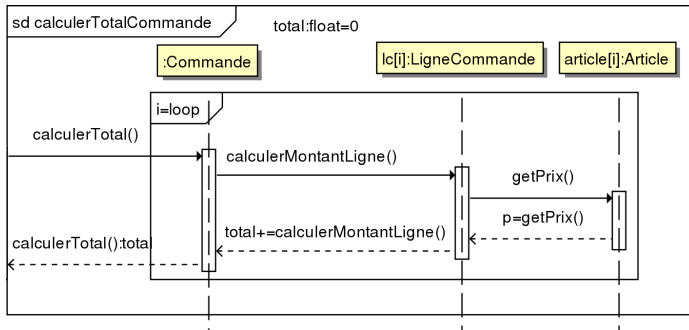 sd calculerTotalCommande
total:float=0
:Commande
lc[i]:LigneCommande
article[i]:Article
i=loop
calculerTotal()
calculerMontantLigne()
getPrix()
p=getPrix()
total+=calculerMontantLigne()
calculerTotal():total